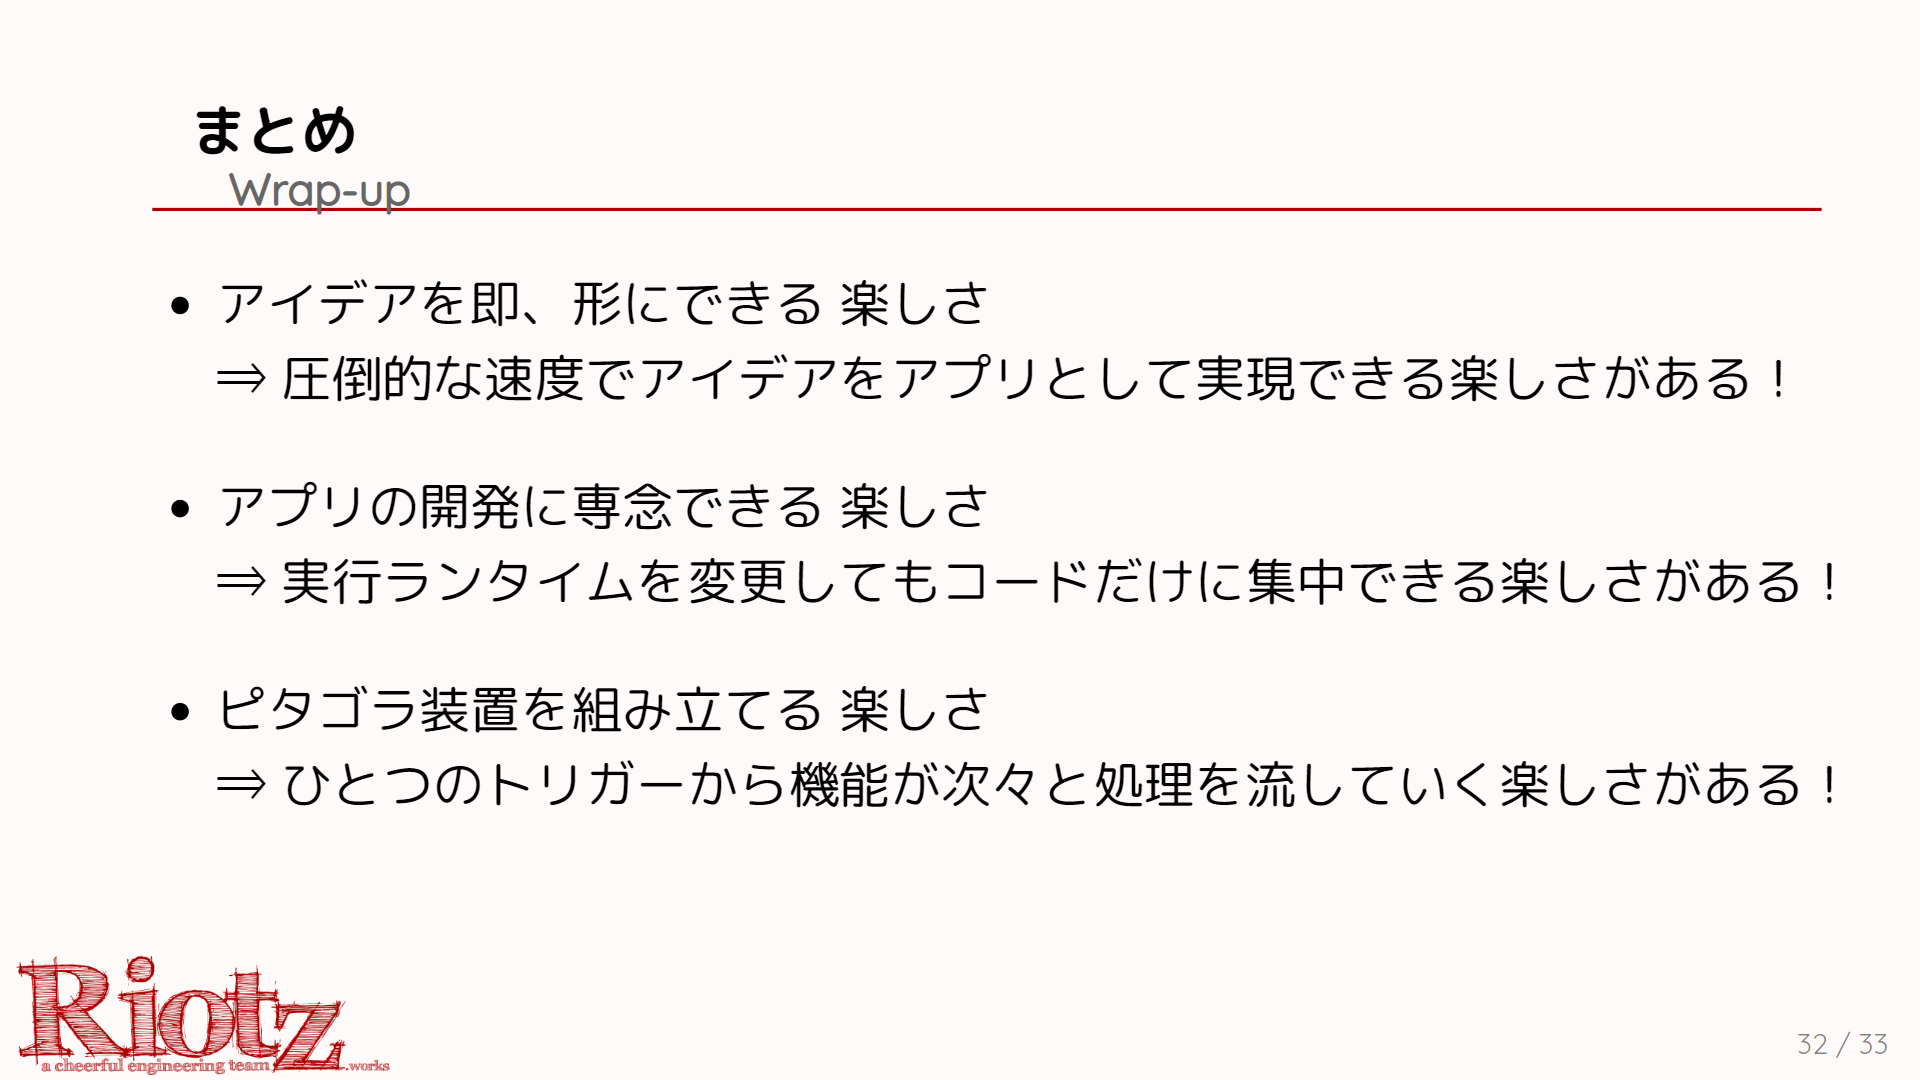 まとめ
Wrap-up
• アイデアを即、形にできる 楽しさ
⇒ 圧倒的な速度でアイデアをアプリとして実現できる楽しさがある！
• アプリの開発に専念できる 楽しさ
⇒ 実行ランタイムを変更してもコードだけに集中できる楽しさがある！
• ピタゴラ装置を組み立てる 楽しさ
⇒ ひとつのトリガーから機能が次々と処理を流していく楽しさがある！
Riotz
a cheerful engineering team .works
32 / 33